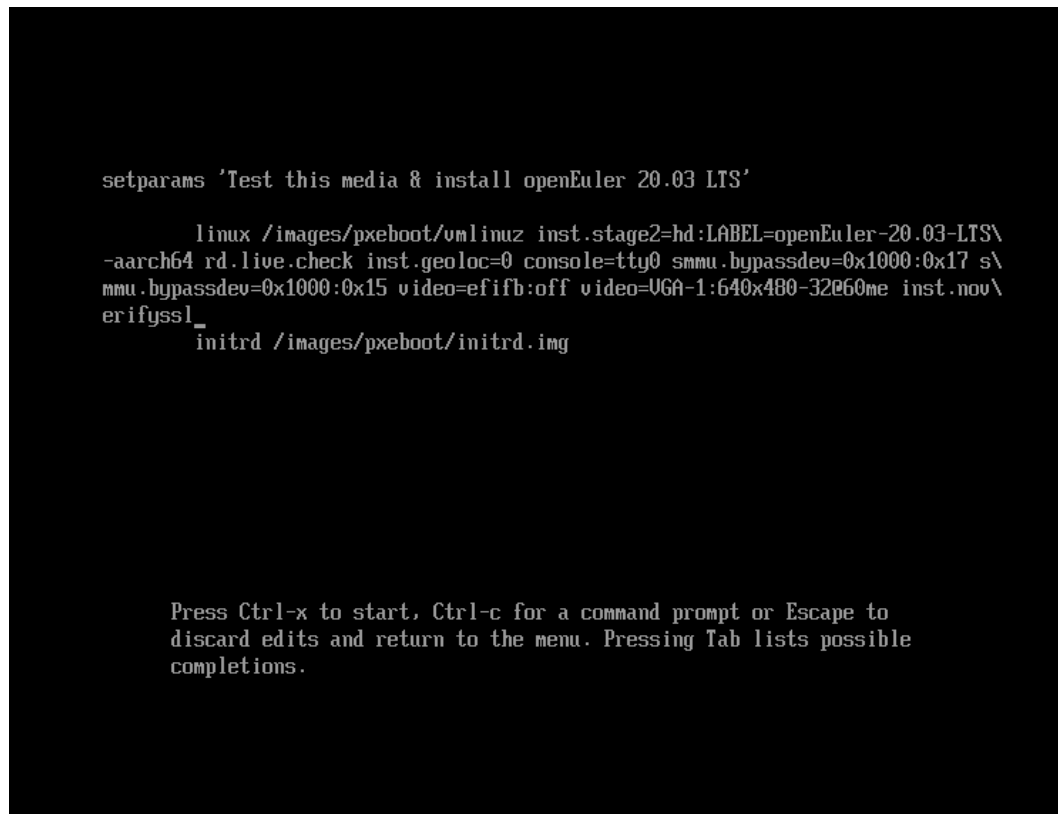 setparams 'Test this media & install openEuler 20.03 LTS'
linux /images/pxeboot/vmlinuz inst.stage2=hd:LABEL=openEuler-20.03-LTS\
-aarch64 rd.live.check inst.geoloc=0 console=tty0 smmu.bypassdev=0x1000:0x17 s\
mmu.bypassdev=0x1000:0x15 video=efifb:off video=VGA-1:640x480-32@60me inst.nov\
erifyssl_
initrd /images/pxeboot/initrd.img
Press Ctrl-x to start, Ctrl-c for a command prompt or Escape to
discard edits and return to the menu. Pressing Tab lists possible
completions.